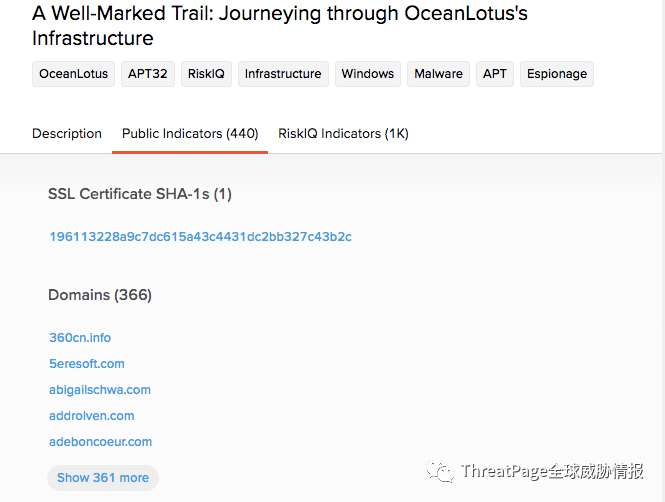 A Well-Marked Trail: Journeying through OceanLotus's
Infrastructure
OceanLotus APT32 RiskIQ Infrastructure Windows Malware APT Espionage
Description Public Indicators (440) RiskIQ Indicators (1K)
SSL Certificate SHA-1s (1)
196113228a9c7dc615a43c4431dc2bb327c43b2c
Domains (366)
360cn.info
5eresoft.com
abigailschwa.com
addrolven.com
adeboncoeur.com
Show 361 more
ThreatPage全球威胁情报